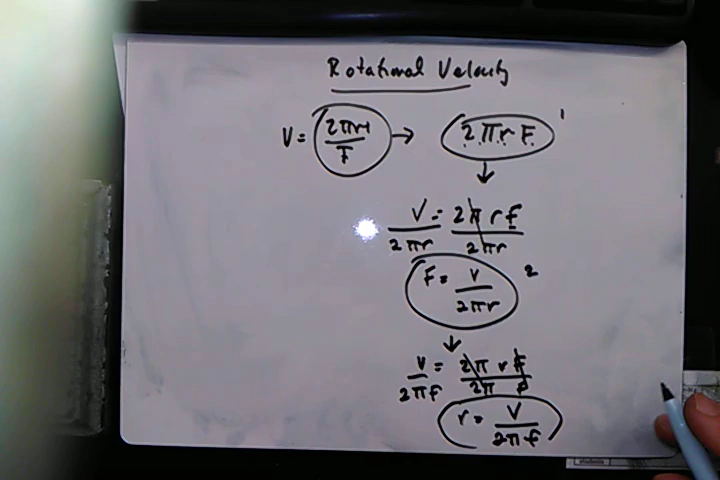 Rotational Velocity
V = 2πr/T → 2πrF 1
↓
V/2πr = 2πrf/2πr
F = v/2πr 2
↓
v/2πF = 2πrF/2πF
r = v/2πf